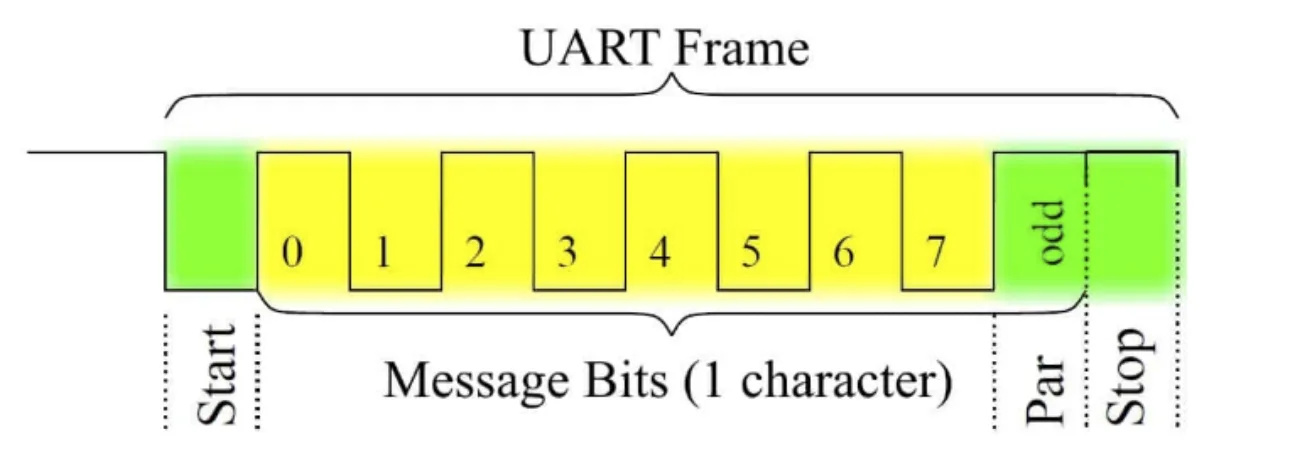 UART Frame
0 1 2 3 4 5 6 7 odd
Start Message Bits (1 character) Par Stop